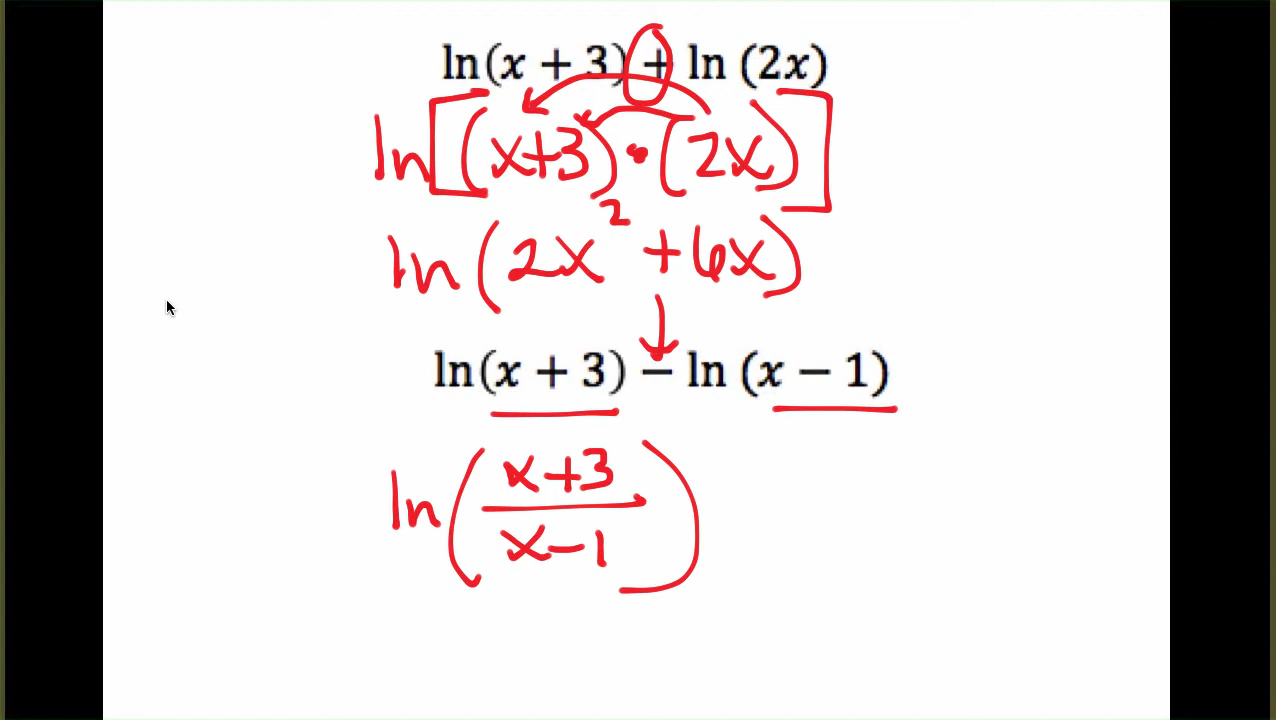 ln(x + 3) + ln (2x)
ln[(x+3)•(2x)]
ln(2x² +6x)
ln(x + 3) − ln (x − 1)
ln(x+3/x−1)